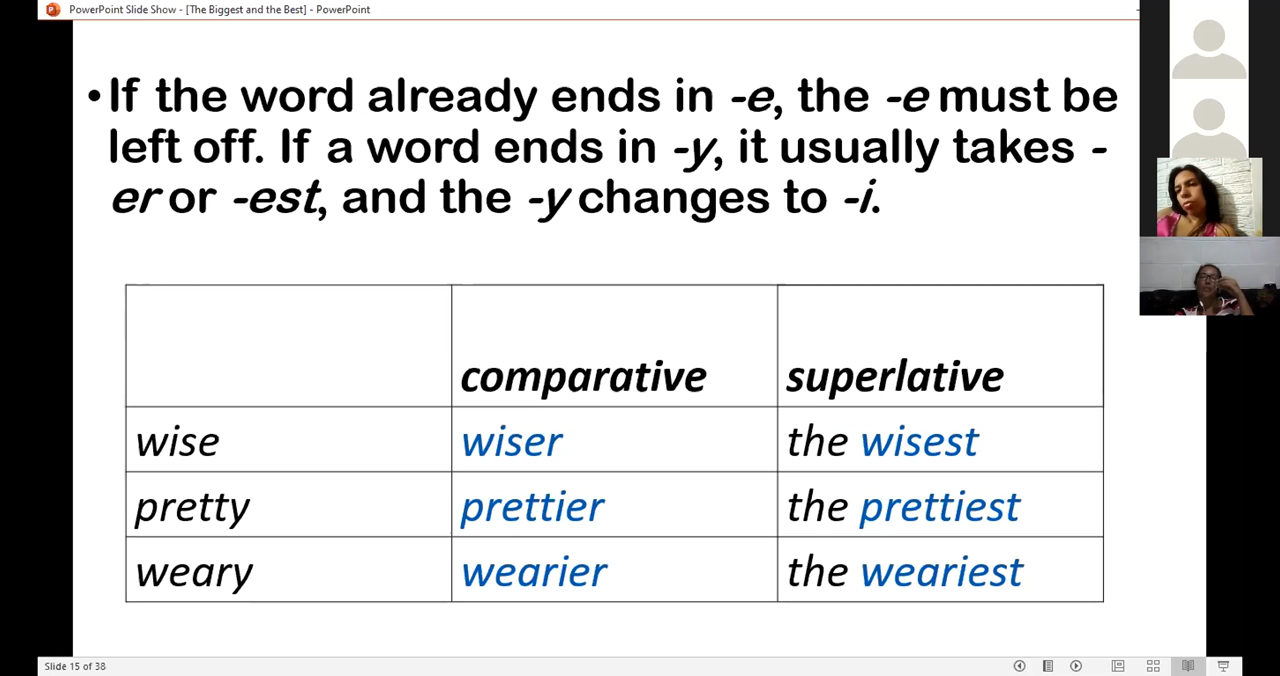 PowerPoint Slide Show - [The Biggest and the Best] - PowerPoint
•If the word already ends in -e, the -e must be
left off. If a word ends in -y, it usually takes -
er or -est, and the -y changes to -i.
comparative superlative
wise wiser the wisest
pretty prettier the prettiest
weary wearier the weariest
Slide 15 of 38